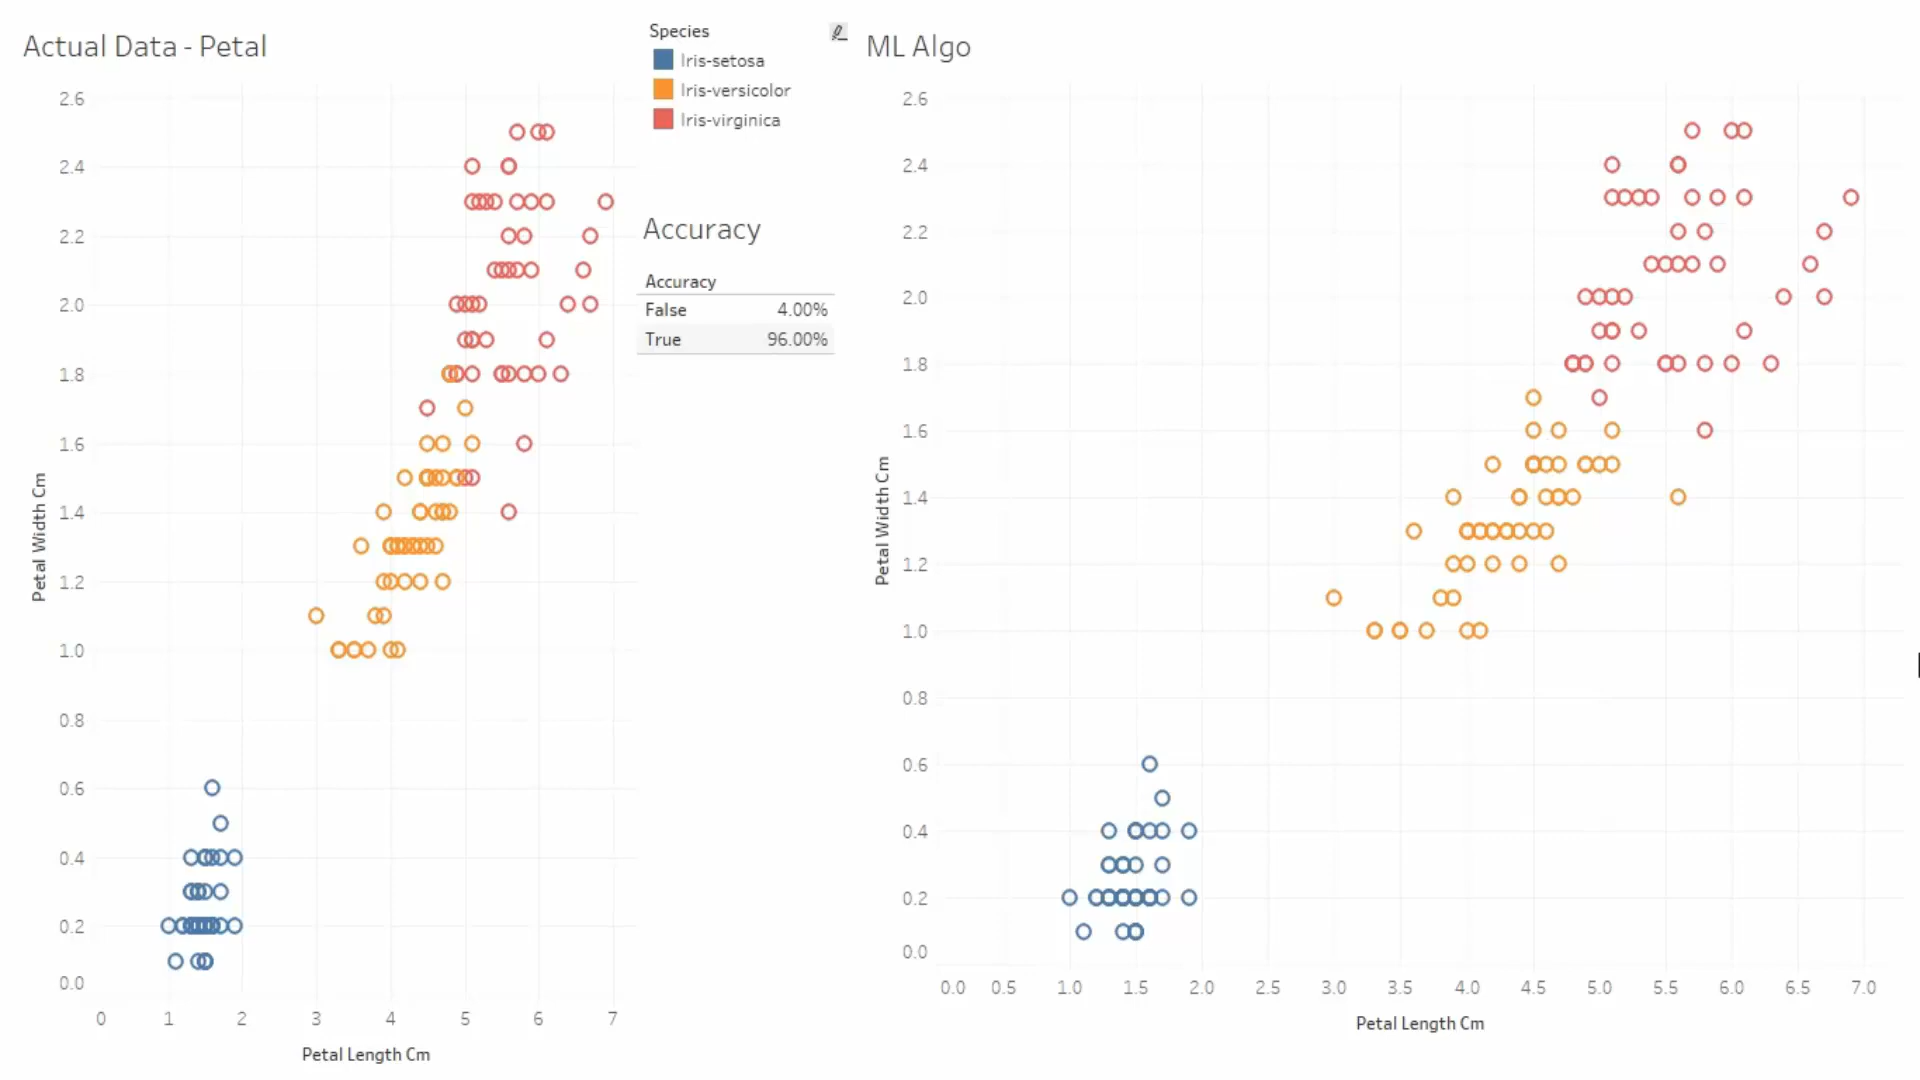 Actual Data - Petal
2.6
2.4
2.2
2.0
1.8
1.6
1.4
1.2
1.0
0.8
0.6
0.4
0.2
0.0
Petal Width Cm
0 1 2 3 4 5 6 7
Petal Length Cm
Species
Iris-setosa
Iris-versicolor
Iris-virginica
Accuracy
Accuracy
False 4.00%
True 96.00%
ML Algo
2.6
2.4
2.2
2.0
1.8
1.6
1.4
1.2
1.0
0.8
0.6
0.4
0.2
0.0
Petal Width Cm
0.0 0.5 1.0 1.5 2.0 2.5 3.0 3.5 4.0 4.5 5.0 5.5 6.0 6.5 7.0
Petal Length Cm